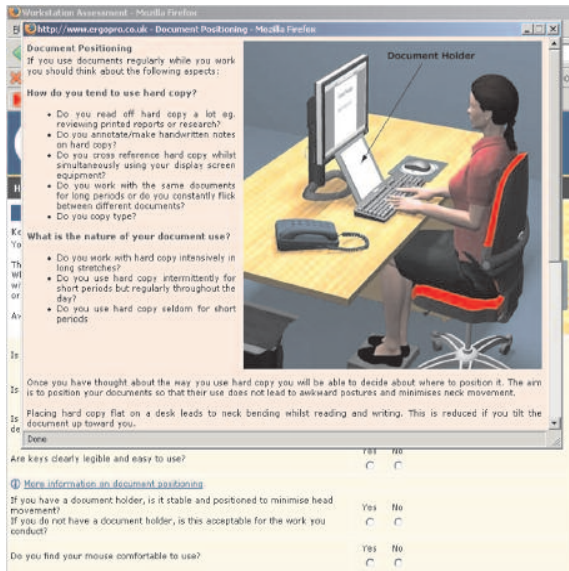 Workstation Assessment - Mozilla Firefox
http://www.ergopro.co.uk - Document Positioning - Mozilla Firefox
Document Positioning
If you use documents regularly while you work
you should think about the following aspects:
How do you tend to use hard copy?
• Do you read off hard copy a lot eg.
reviewing printed reports or research?
• Do you annotate/make handwritten notes
on hard copy?
• Do you cross reference hard copy whilst
simultaneously using your display screen
equipment?
• Do you work with the same documents
for long periods or do you constantly flick
between different documents?
• Do you copy type?
What is the nature of your document use?
• Do you work with hard copy intensively in
long stretches?
• Do you use hard copy intermittently for
short periods but regularly throughout the
day?
• Do you use hard copy seldom for short
periods
Document Holder
Once you have thought about the way you use hard copy you will be able to decide about where to position it. The aim
is to position your documents so that their use does not lead to awkward postures and minimises neck movement.
Placing hard copy flat on a desk leads to neck bending whilst reading and writing. This is reduced if you tilt the
document up toward you.
Done
Are keys clearly legible and easy to use?
Yes No
More information on document positioning
If you have a document holder, is it stable and positioned to minimise head
movement?
Yes No
If you do not have a document holder, is this acceptable for the work you
conduct?
Do you find your mouse comfortable to use?
Yes No